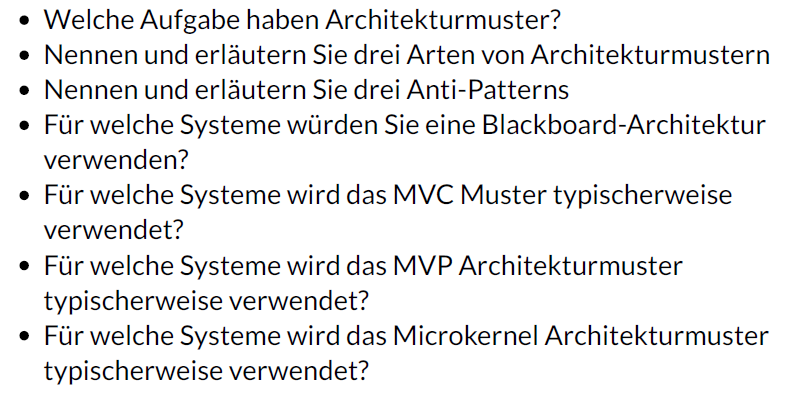 • Welche Aufgabe haben Architekturmuster?
• Nennen und erläutern Sie drei Arten von Architekturmustern
• Nennen und erläutern Sie drei Anti-Patterns
• Für welche Systeme würden Sie eine Blackboard-Architektur
verwenden?
• Für welche Systeme wird das MVC Muster typischerweise
verwendet?
• Für welche Systeme wird das MVP Architekturmuster
typischerweise verwendet?
• Für welche Systeme wird das Microkernel Architekturmuster
typischerweise verwendet?